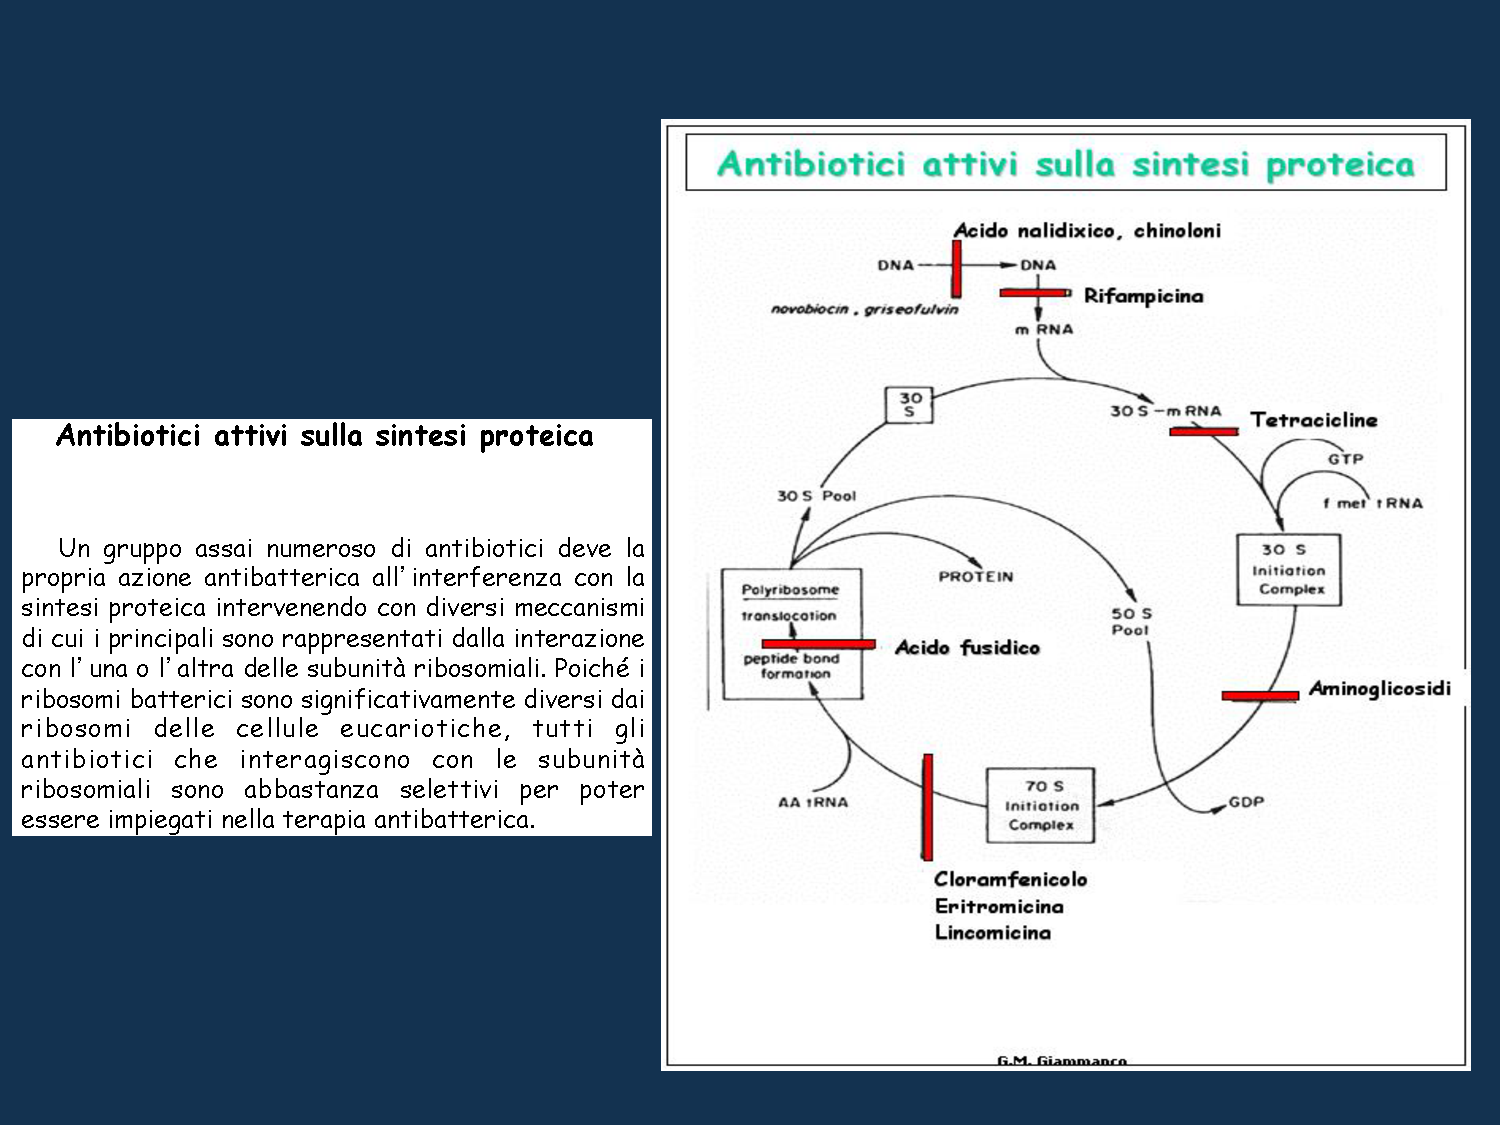 Antibiotici attivi sulla sintesi proteica
Un gruppo assai numeroso di antibiotici deve la
propria azione antibatterica all’interferenza con la
sintesi proteica intervenendo con diversi meccanismi
di cui i principali sono rappresentati dalla interazione
con l’una o l’altra delle subunità ribosomiali. Poiché i
ribosomi batterici sono significativamente diversi dai
ribosomi delle cellule eucariotiche, tutti gli
antibiotici che interagiscono con le subunità
ribosomiali sono abbastanza selettivi per poter
essere impiegati nella terapia antibatterica.
Antibiotici attivi sulla sintesi proteica
Acido nalidixico, chinoloni
DNA
DNA
Rifampicina
novobiocin, griseofulvin
m RNA
30
S
30 S - m RNA
Tetracicline
GTP
f met tRNA
30 S Pool
30 S
Initiation
Complex
PROTEIN
Polyribosome
translocation
peptide bond
formation
50 S
Pool
Acido fusidico
Aminoglicosidi
70 S
Initiation
Complex
AA tRNA
GDP
Cloramfenicolo
Eritromicina
Lincomicina
G.M. Giammanco